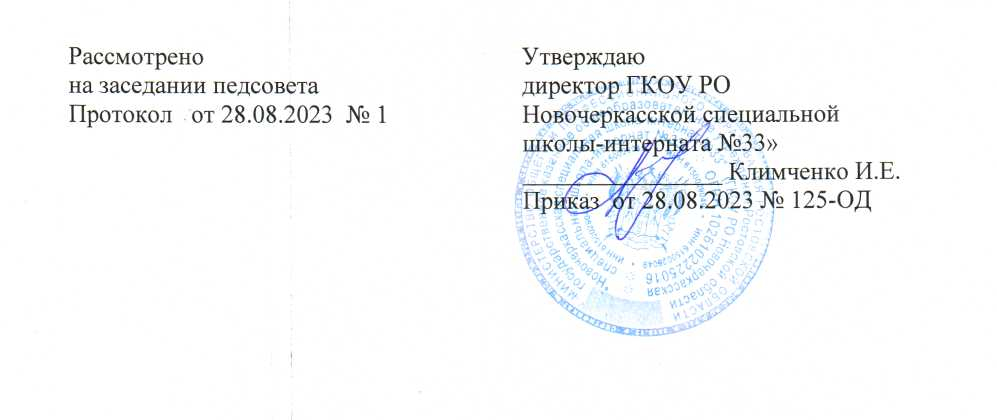 Рассмотрено
на заседании педсовета
Протокол от 28.08.2023 № 1
Утверждаю
директор ГКОУ РО
Новочеркасской специальной
школы-интерната №33»
________________ Климченко И.Е.
Приказ от 28.08.2023 № 125-ОД